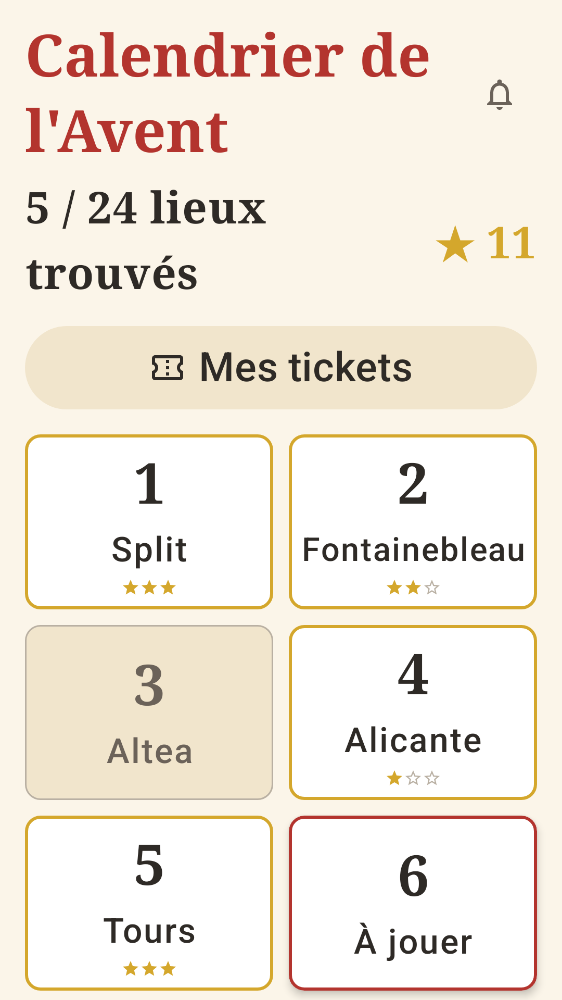 Calendrier de
l'Avent
5 / 24 lieux
trouvés
★ 11
Mes tickets
1
Split
★★★
2
Fontainebleau
★★☆
3
Altea
4
Alicante
★☆☆
5
Tours
★★★
6
À jouer